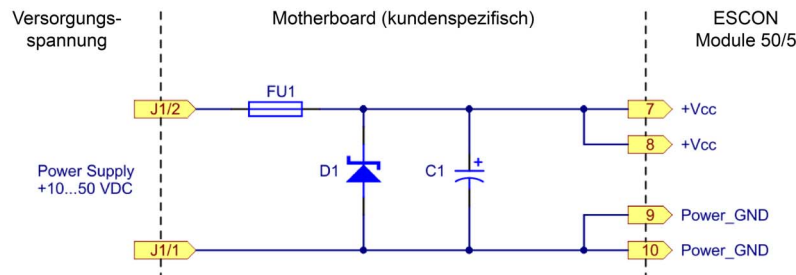 Versorgungs-
spannung
Motherboard (kundenspezifisch)
ESCON
Module 50/5
FU1
J1/2
7
+Vcc
8
+Vcc
Power Supply
+10...50 VDC
D1
C1
+
9
Power_GND
J1/1
10
Power_GND